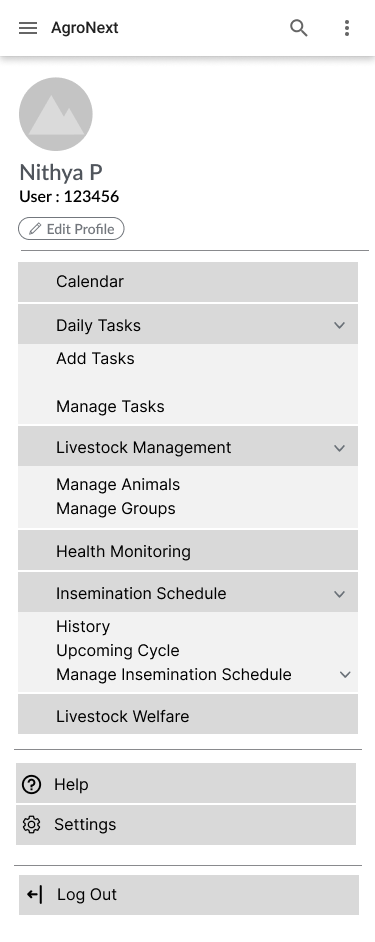 AgroNext
Nithya P
User : 123456
Edit Profile
Calendar
Daily Tasks
Add Tasks
Manage Tasks
Livestock Management
Manage Animals
Manage Groups
Health Monitoring
Insemination Schedule
History
Upcoming Cycle
Manage Insemination Schedule
Livestock Welfare
Help
Settings
Log Out